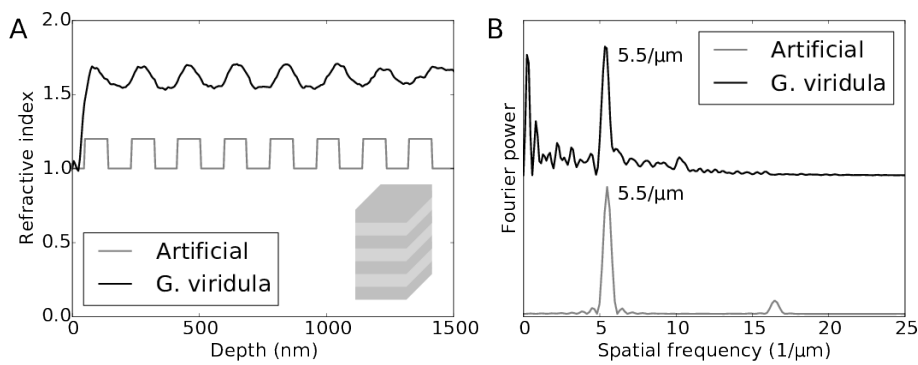 A
2.0
1.5
1.0
0.5
0.0
Refractive index
Artificial
G. viridula
0
500
1000
1500
Depth (nm)
B
5.5/µm
Artificial
G. viridula
5.5/µm
Fourier power
0
5
10
15
20
25
Spatial frequency (1/µm)